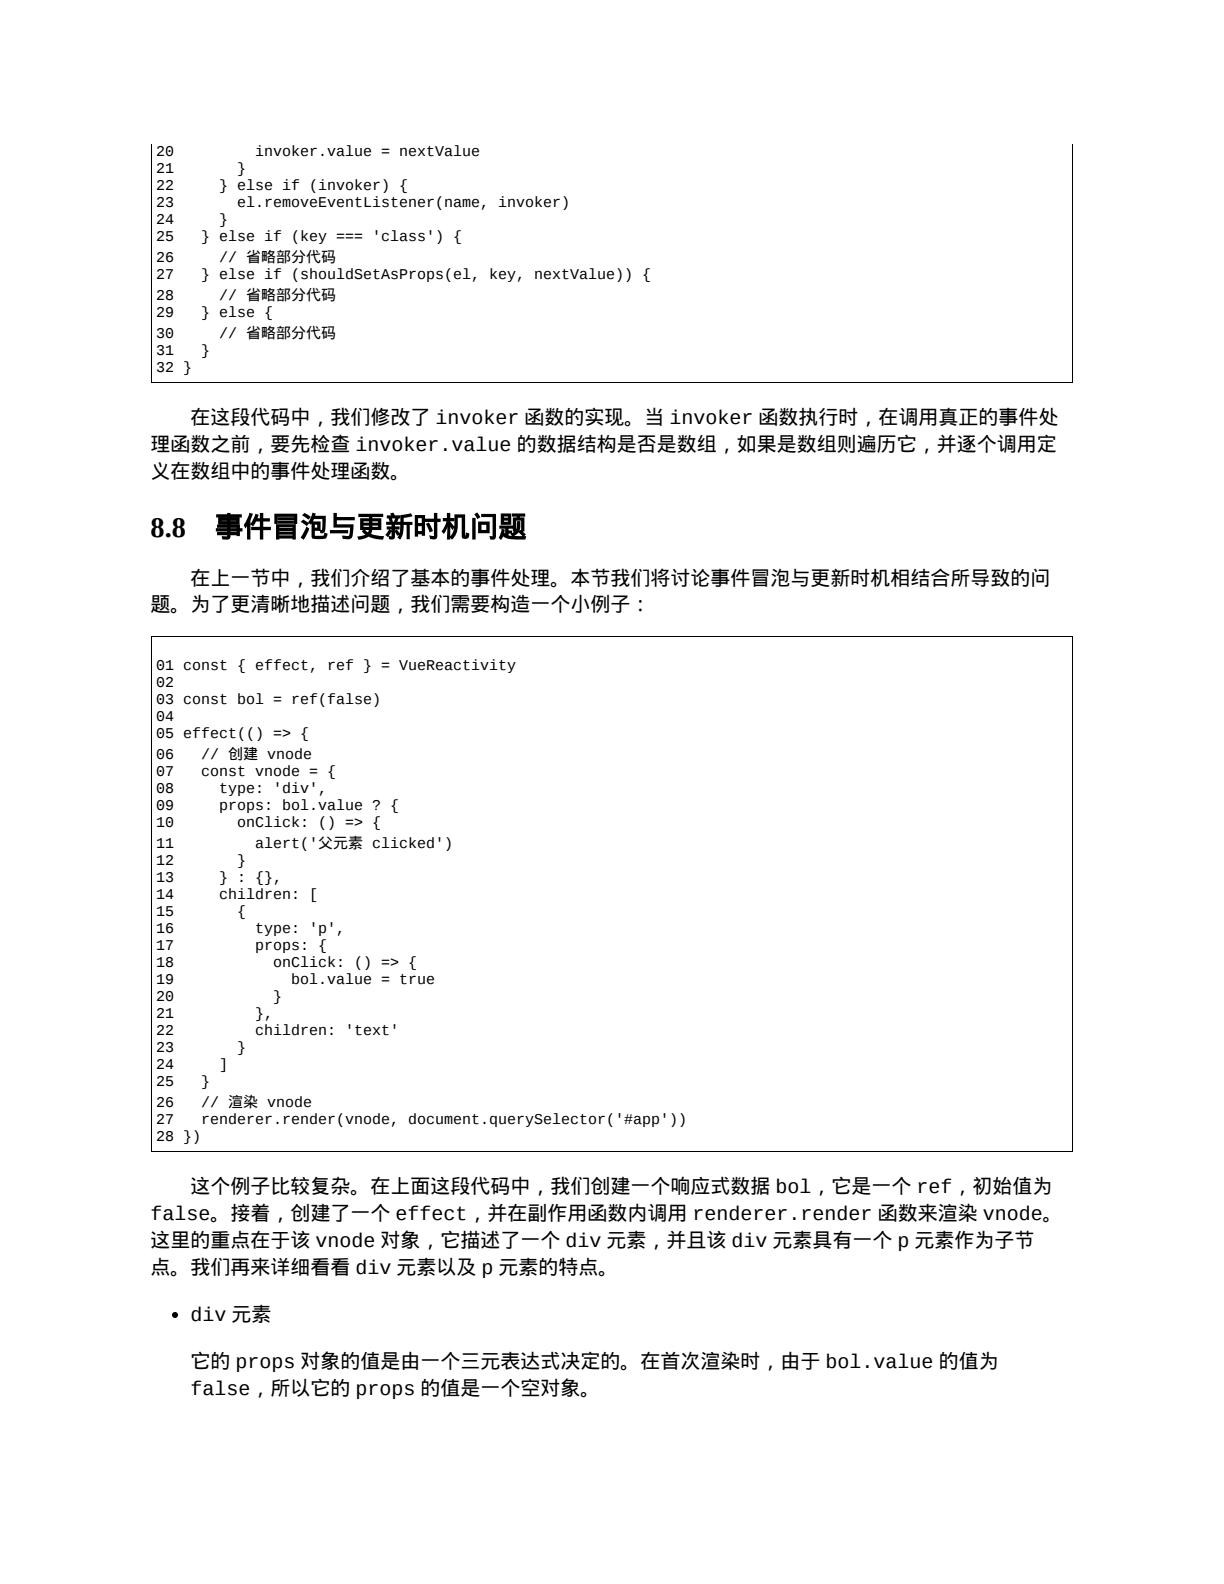 20         invoker.value = nextValue
21       }
22     } else if (invoker) {
23       el.removeEventListener(name, invoker)
24     }
25   } else if (key === 'class') {
26     // 省略部分代码
27   } else if (shouldSetAsProps(el, key, nextValue)) {
28     // 省略部分代码
29   } else {
30     // 省略部分代码
31   }
32 }
在这段代码中，我们修改了 invoker 函数的实现。当 invoker 函数执行时，在调用真正的事件处
理函数之前，要先检查 invoker.value 的数据结构是否是数组，如果是数组则遍历它，并逐个调用定
义在数组中的事件处理函数。
8.8 事件冒泡与更新时机问题
在上一节中，我们介绍了基本的事件处理。本节我们将讨论事件冒泡与更新时机相结合所导致的问
题。为了更清晰地描述问题，我们需要构造一个小例子：
01 const { effect, ref } = VueReactivity
02
03 const bol = ref(false)
04
05 effect(() => {
06   // 创建 vnode
07   const vnode = {
08     type: 'div',
09     props: bol.value ? {
10       onClick: () => {
11         alert('父元素 clicked')
12       }
13     } : {},
14     children: [
15       {
16         type: 'p',
17         props: {
18           onClick: () => {
19             bol.value = true
20           }
21         },
22         children: 'text'
23       }
24     ]
25   }
26   // 渲染 vnode
27   renderer.render(vnode, document.querySelector('#app'))
28 })
这个例子比较复杂。在上面这段代码中，我们创建一个响应式数据 bol，它是一个 ref，初始值为
false。接着，创建了一个 effect，并在副作用函数内调用 renderer.render 函数来渲染 vnode。
这里的重点在于该 vnode 对象，它描述了一个 div 元素，并且该 div 元素具有一个 p 元素作为子节
点。我们再来详细看看 div 元素以及 p 元素的特点。
• div 元素
它的 props 对象的值是由一个三元表达式决定的。在首次渲染时，由于 bol.value 的值为
false，所以它的 props 的值是一个空对象。